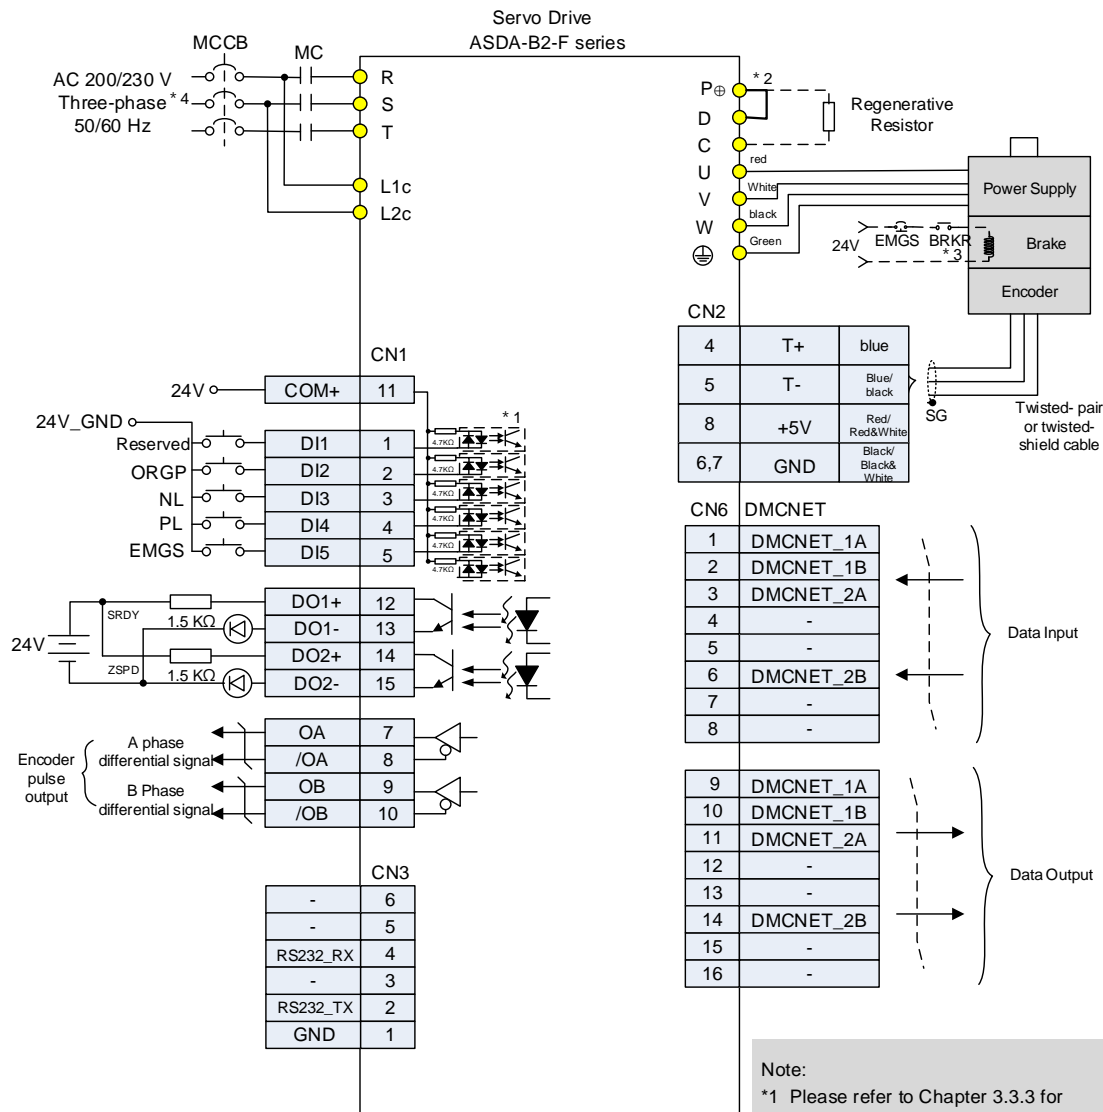 Servo Drive
ASDA-B2-F series
MCCB
MC
AC 200/230 V
Three-phase *4
50/60 Hz
R
S
T
L1c
L2c
P⊕
*2
D
C
U
V
W
Regenerative
Resistor
red
White
black
Green
Power Supply
24V
EMGS
BRKR
*3
Brake
Encoder
CN2
4 T+ blue
5 T- Blue/
black
8 +5V Red/
Red&White
6,7 GND Black/
Black&
White
SG
Twisted- pair
or twisted-
shield cable
CN1
24V
COM+ 11
24V_GND
*1
Reserved DI1 1 4.7KΩ
ORGP DI2 2 4.7KΩ
NL DI3 3 4.7KΩ
PL DI4 4 4.7KΩ
EMGS DI5 5 4.7KΩ
4.7KΩ
24V
SRDY
1.5 KΩ
ZSPD
1.5 KΩ
DO1+ 12
DO1- 13
DO2+ 14
DO2- 15
Encoder
pulse
output
A phase
differential signal
B Phase
differential signal
OA 7
/OA 8
OB 9
/OB 10
CN3
- 6
- 5
RS232_RX 4
- 3
RS232_TX 2
GND 1
CN6 DMCNET
1 DMCNET_1A
2 DMCNET_1B
3 DMCNET_2A
4 -
5 -
6 DMCNET_2B
7 -
8 -
Data Input
9 DMCNET_1A
10 DMCNET_1B
11 DMCNET_2A
12 -
13 -
14 DMCNET_2B
15 -
16 -
Data Output
Note:
*1 Please refer to Chapter 3.3.3 for